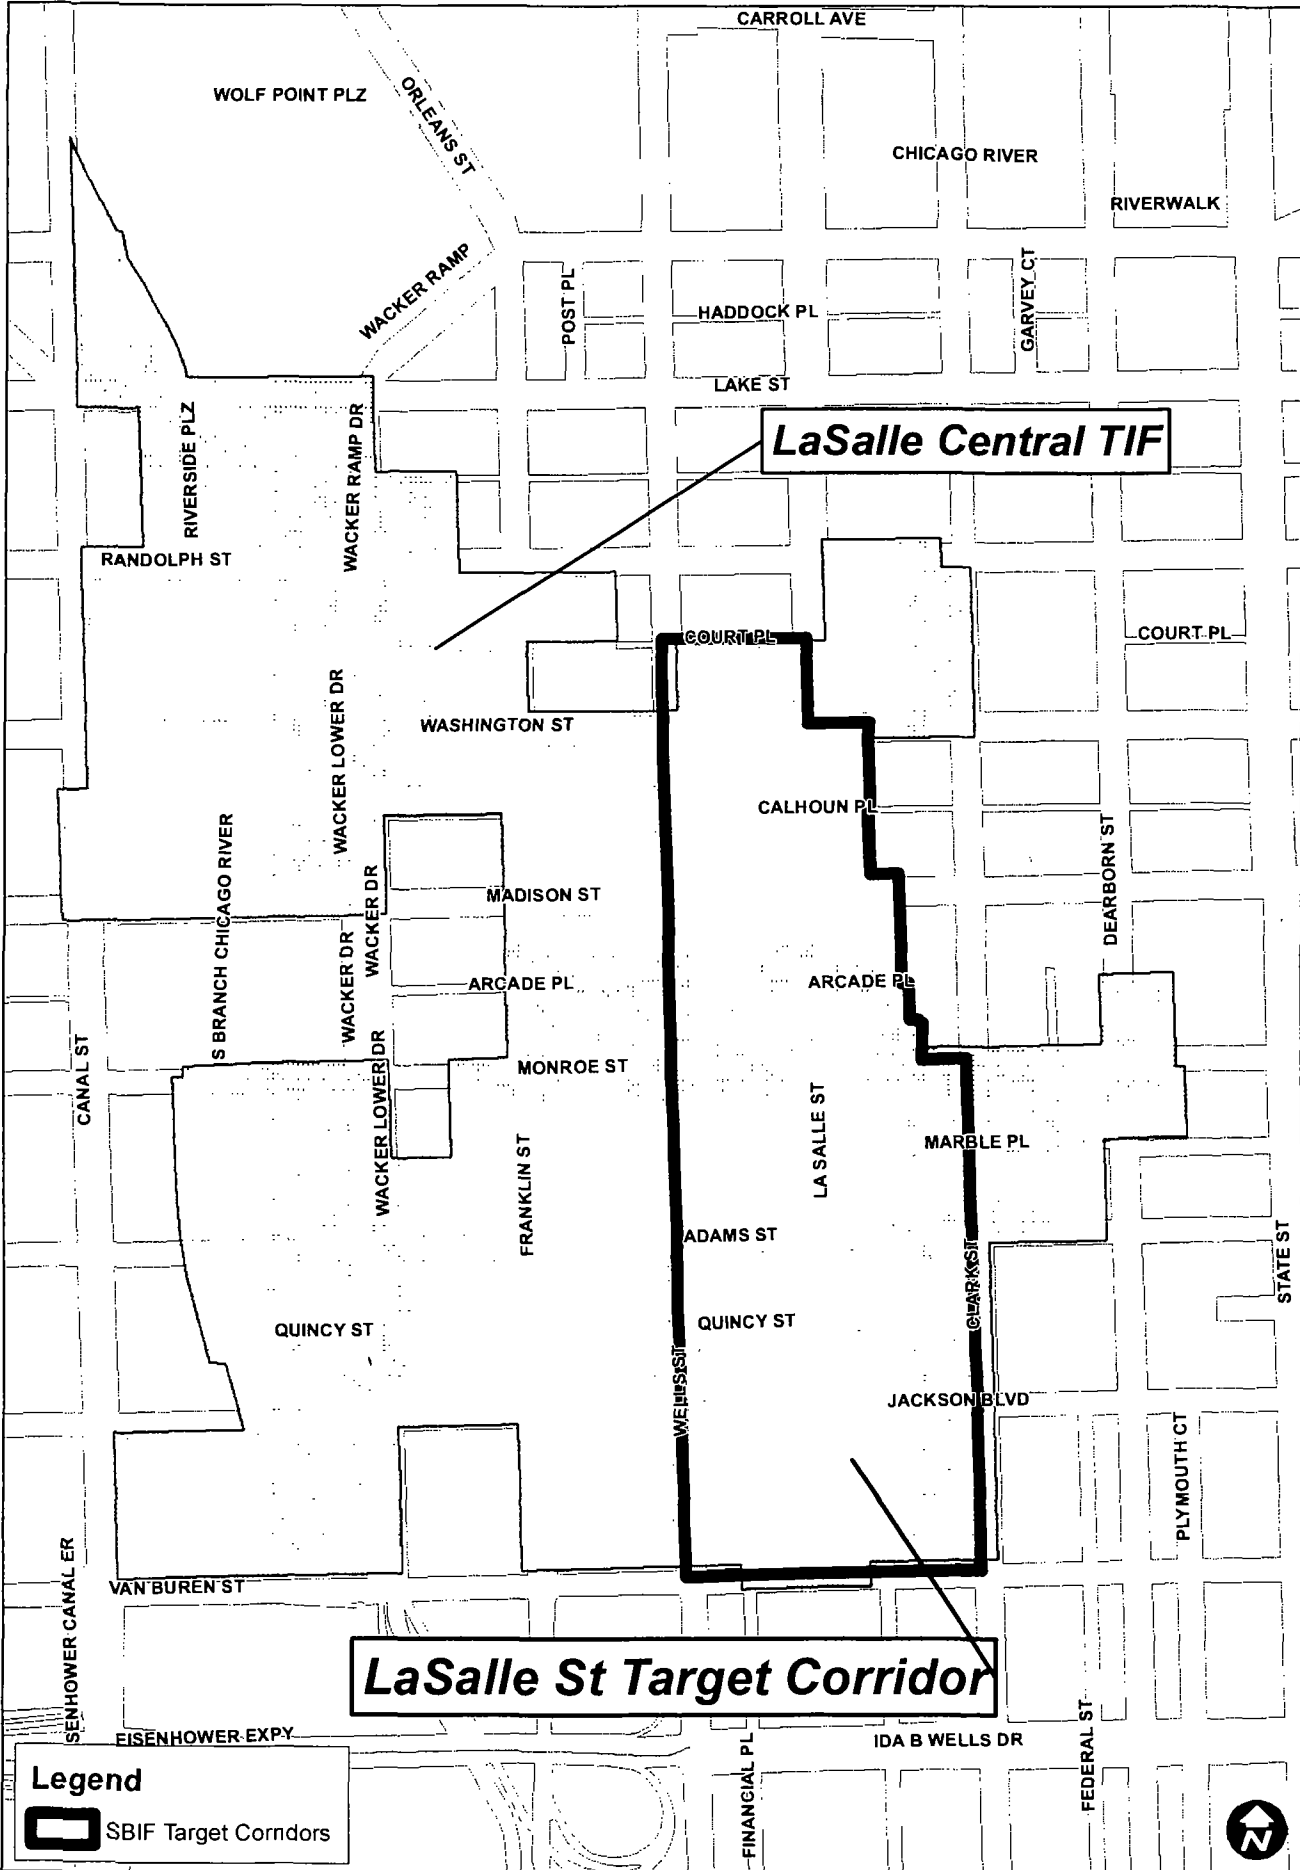 CARROLL AVE
WOLF POINT PLZ
ORLEANS ST
CHICAGO RIVER
RIVERWALK
WACKER RAMP
POST PL
GARVEY CT
HADDOCK PL
LAKE ST
LaSalle Central TIF
RIVERSIDE PLZ
WACKER RAMP DR
RANDOLPH ST
COURT PL
COURT PL
WACKER LOWER DR
WASHINGTON ST
CALHOUN PL
S BRANCH CHICAGO RIVER
WACKER DR
MADISON ST
DEARBORN ST
WACKER DR
ARCADE PL
ARCADE PL
CANAL ST
WACKER LOWER DR
MONROE ST
LA SALLE ST
MARBLE PL
FRANKLIN ST
ADAMS ST
CLARK ST
STATE ST
QUINCY ST
QUINCY ST
WELLS ST
JACKSON BLVD
PLYMOUTH CT
SENHOWER CANAL ER
VAN BUREN ST
LaSalle St Target Corridor
EISENHOWER EXPY
FINANCIAL PL
IDA B WELLS DR
FEDERAL ST
Legend
SBIF Target Corridors
N